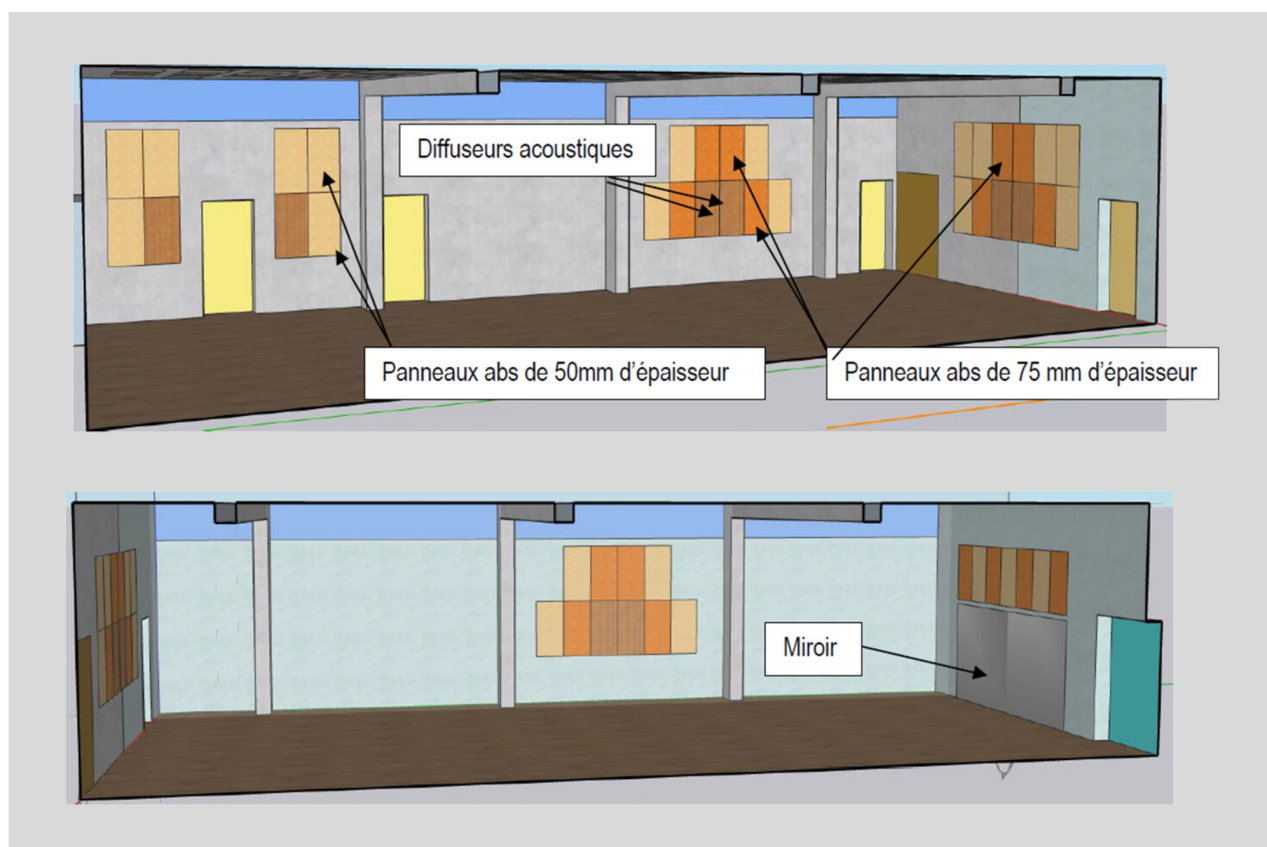 Diffuseurs acoustiques
Panneaux abs de 50mm d'épaisseur
Panneaux abs de 75 mm d'épaisseur
Miroir